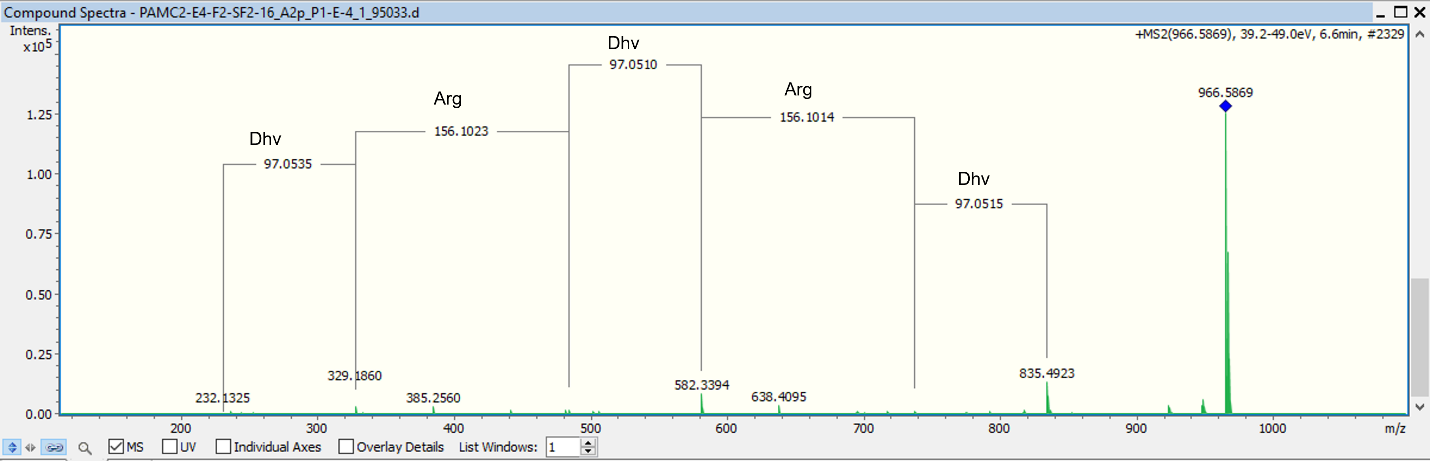 Compound Spectra - PAMC2-E4-F2-SF2-16_A2p_P1-E-4_1_95033.d
Intens.
x10⁵
+MS2(966.5869), 39.2-49.0eV, 6.6min, #2329
Dhv
97.0510
Arg
156.1023
Arg
156.1014
Dhv
97.0535
Dhv
97.0515
966.5869
1.25
1.00
0.75
0.50
0.25
0.00
232.1325
329.1860
385.2560
582.3394
638.4095
835.4923
200 300 400 500 600 700 800 900 1000 m/z
MS UV Individual Axes Overlay Details List Windows: 1